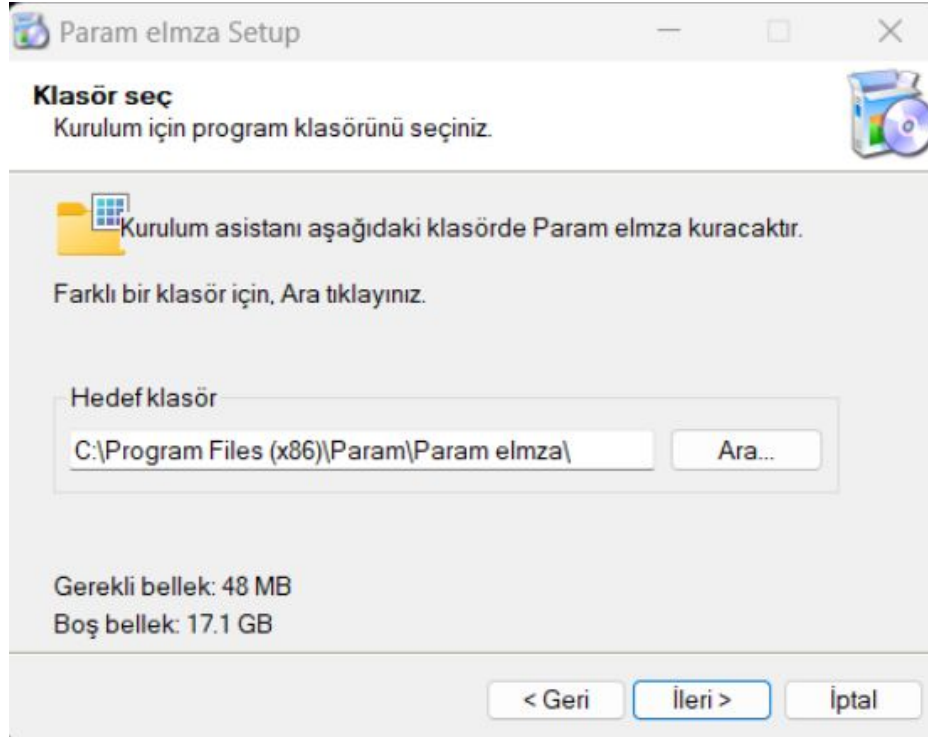 Param elmza Setup
Klasör seç
Kurulum için program klasörünü seçiniz.
Kurulum asistanı aşağıdaki klasörde Param elmza kuracaktır.
Farklı bir klasör için, Ara tıklayınız.
Hedef klasör
C:\Program Files (x86)\Param\Param elmza\
Ara...
Gerekli bellek: 48 MB
Boş bellek: 17.1 GB
< Geri
İleri >
İptal